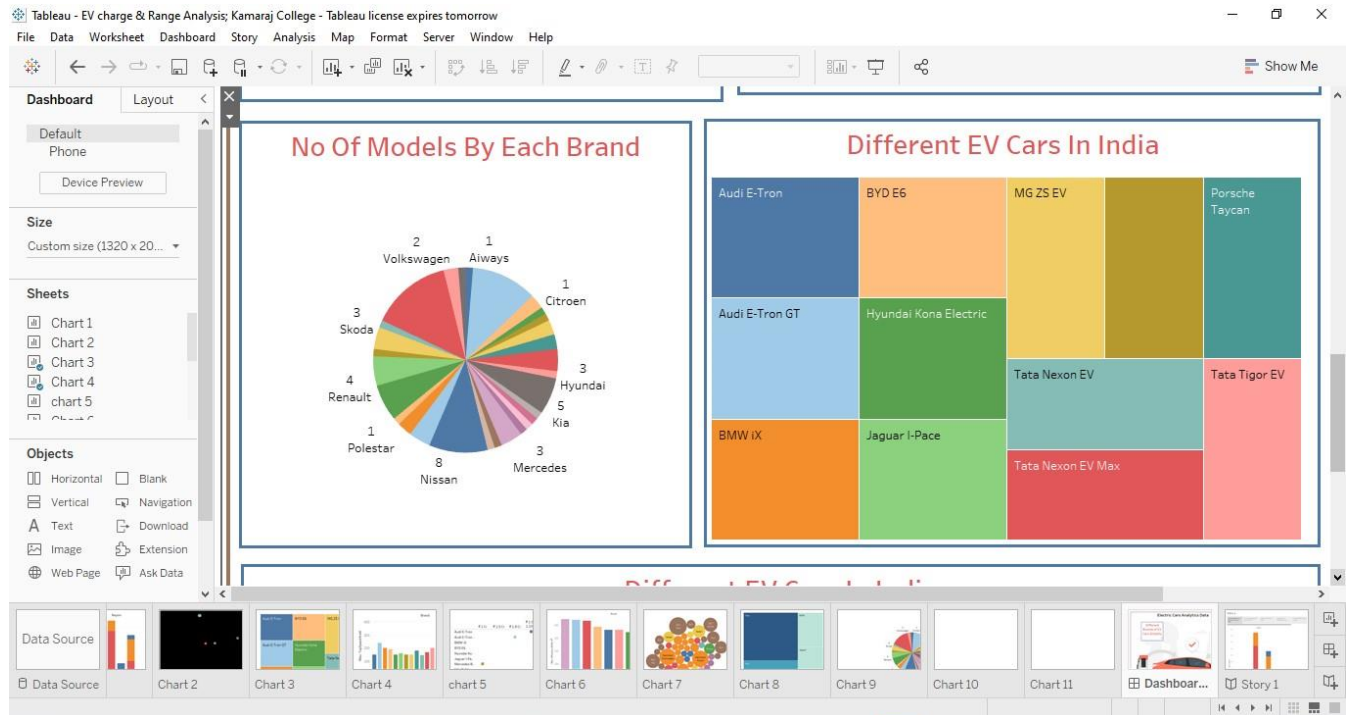 Tableau - EV charge & Range Analysis; Kamaraj College - Tableau license expires tomorrow
File Data Worksheet Dashboard Story Analysis Map Format Server Window Help
Show Me
Dashboard Layout
Default
Phone
Device Preview
Size
Custom size (1320 x 20...
Sheets
Chart 1
Chart 2
Chart 3
Chart 4
chart 5
Objects
Horizontal Blank
Vertical Navigation
Text Download
Image Extension
Web Page Ask Data
No Of Models By Each Brand
2
Volkswagen
1
Aiways
1
Citroen
3
Skoda
3
Hyundai
4
Renault
5
Kia
1
Polestar
3
Mercedes
8
Nissan
Different EV Cars In India
Audi E-Tron
BYD E6
MG ZS EV
Porsche
Taycan
Audi E-Tron GT
Hyundai Kona Electric
Tata Nexon EV
Tata Tigor EV
BMW iX
Jaguar I-Pace
Tata Nexon EV Max
Data Source
Data Source Chart 2 Chart 3 Chart 4 chart 5 Chart 6 Chart 7 Chart 8 Chart 9 Chart 10 Chart 11 Dashboar... Story 1